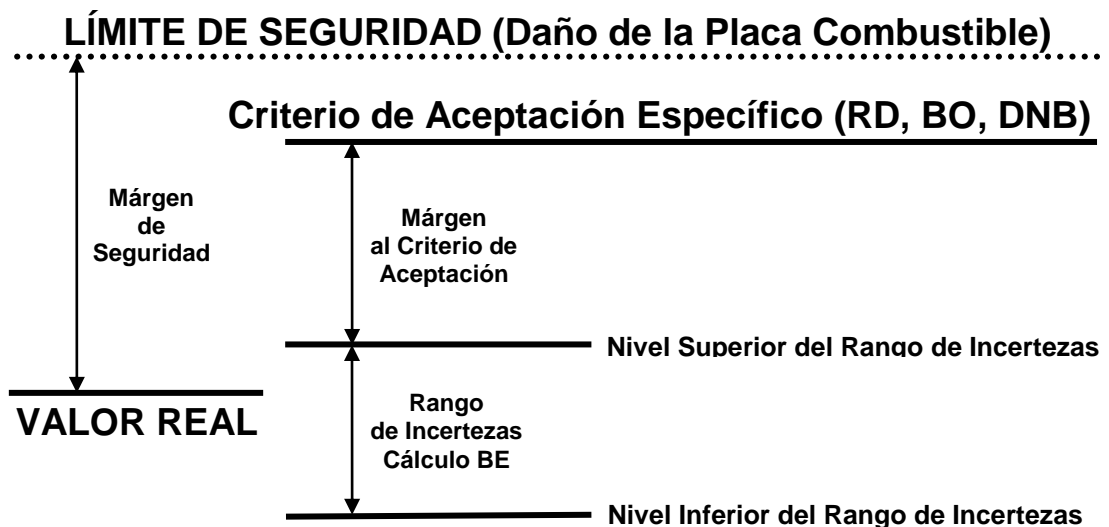 LÍMITE DE SEGURIDAD (Daño de la Placa Combustible)
Criterio de Aceptación Específico (RD, BO, DNB)
Márgen
de
Seguridad
Márgen
al Criterio de
Aceptación
Nivel Superior del Rango de Incertezas
VALOR REAL
Rango
de Incertezas
Cálculo BE
Nivel Inferior del Rango de Incertezas